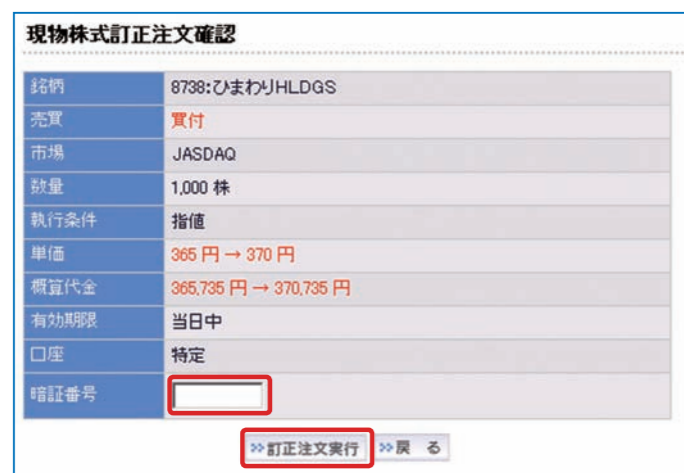 現物株式訂正注文確認
銘柄 8738:ひまわりHLDGS
売買 買付
市場 JASDAQ
数量 1,000 株
執行条件 指値
単価 365 円 → 370 円
概算代金 365,735 円 → 370,735 円
有効期限 当日中
口座 特定
暗証番号
>>訂正注文実行 >>戻 る